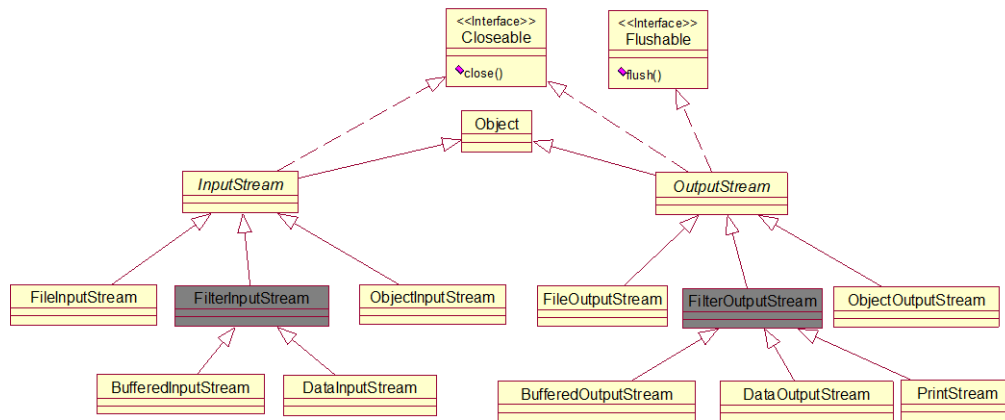 <<Interface>>
Closeable
close()
<<Interface>>
Flushable
flush()
Object
InputStream
OutputStream
FileInputStream
FilterInputStream
ObjectInputStream
FileOutputStream
FilterOutputStream
ObjectOutputStream
BufferedInputStream
DataInputStream
BufferedOutputStream
DataOutputStream
PrintStream